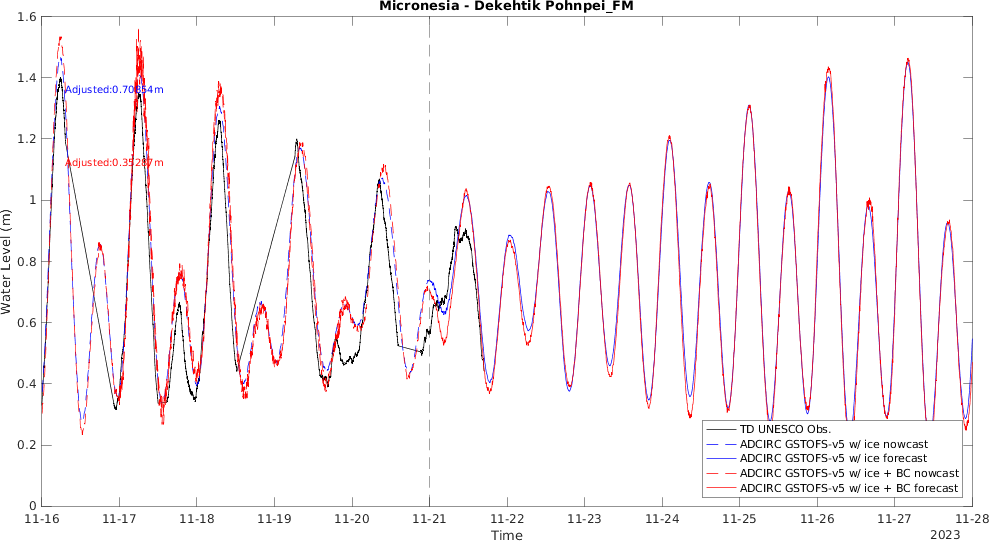 Micronesia - Dekehtik Pohnpei_FM
1.6
1.4
1.2
1
0.8
0.6
0.4
0.2
0
Water Level (m)
Adjusted:0.70854m
Adjusted:0.35287m
TD UNESCO Obs.
ADCIRC GSTOFS-v5 w/ ice nowcast
ADCIRC GSTOFS-v5 w/ ice forecast
ADCIRC GSTOFS-v5 w/ ice + BC nowcast
ADCIRC GSTOFS-v5 w/ ice + BC forecast
11-16 11-17 11-18 11-19 11-20 11-21 11-22 11-23 11-24 11-25 11-26 11-27 11-28
Time
2023